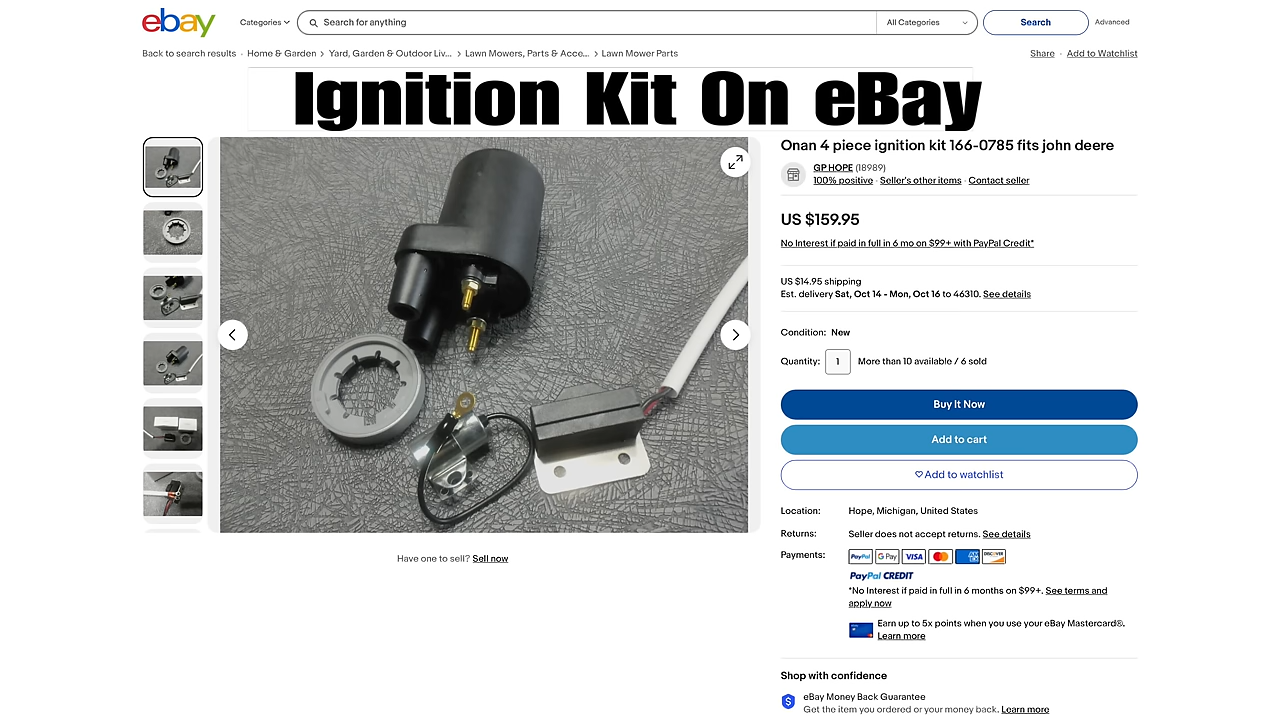 ebay
Categories
Search for anything
All Categories
Search
Advanced
Back to search results · Home & Garden > Yard, Garden & Outdoor Liv... > Lawn Mowers, Parts & Acce... > Lawn Mower Parts
Share · Add to Watchlist
Ignition Kit On eBay
Onan 4 piece ignition kit 166-0785 fits john deere
GP HOPE (18989)
100% positive · Seller's other items · Contact seller
US $159.95
No Interest if paid in full in 6 mo on $99+ with PayPal Credit*
US $14.95 shipping
Est. delivery Sat, Oct 14 - Mon, Oct 16 to 46310. See details
Condition: New
Quantity: 1 More than 10 available / 6 sold
Buy It Now
Add to cart
Add to watchlist
Have one to sell? Sell now
Location: Hope, Michigan, United States
Returns: Seller does not accept returns. See details
Payments: PayPal G Pay VISA DISCOVER
PayPal CREDIT
*No Interest if paid in full in 6 months on $99+. See terms and
apply now
Earn up to 5x points when you use your eBay Mastercard®.
Learn more
Shop with confidence
eBay Money Back Guarantee
Get the item you ordered or your money back. Learn more